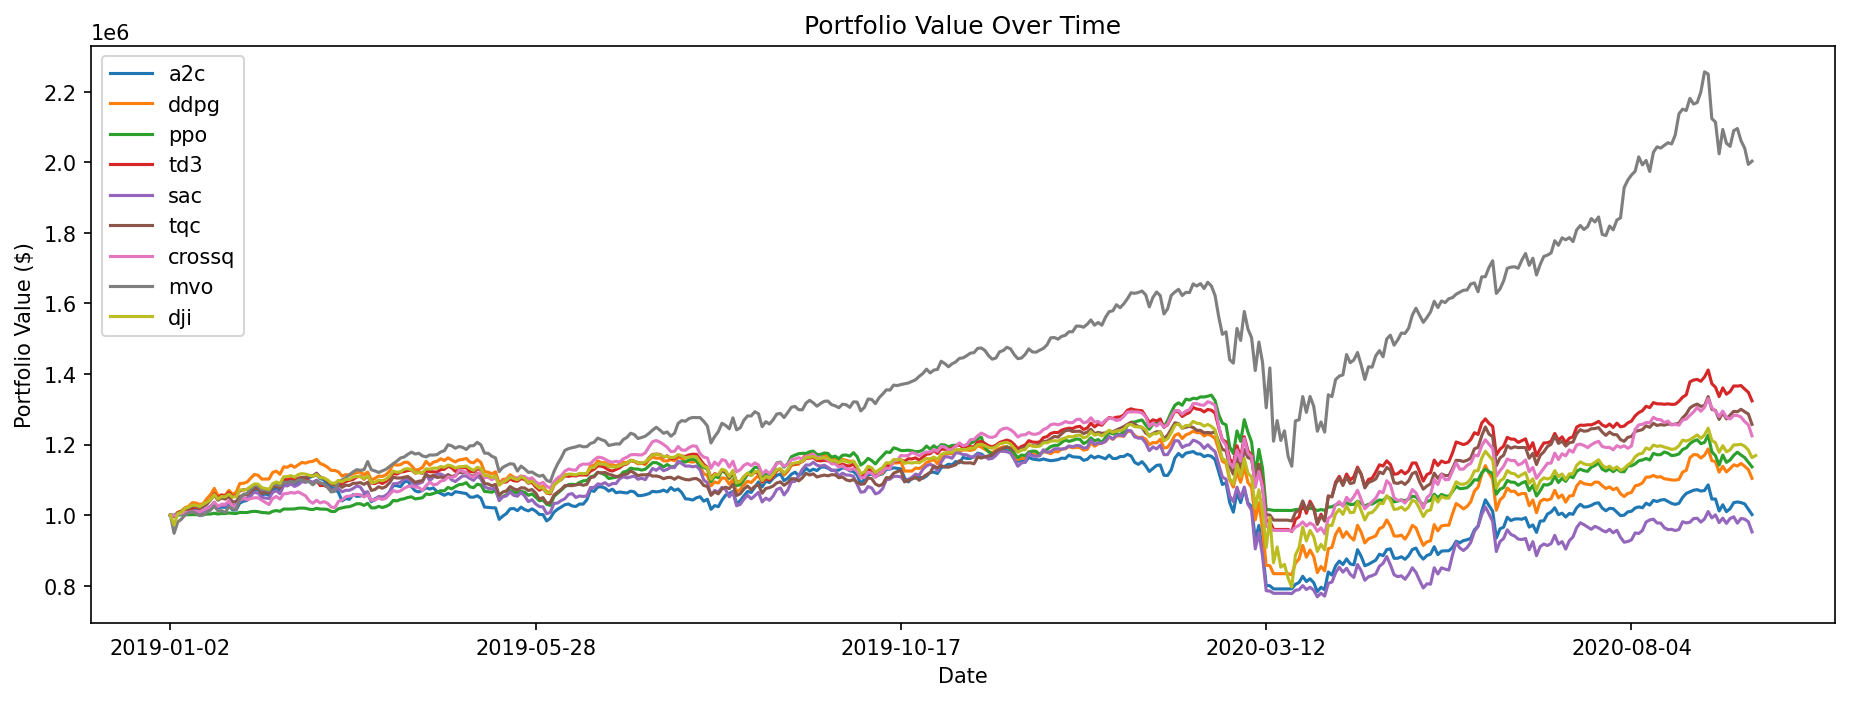 Portfolio Value Over Time
1e6
a2c
ddpg
ppo
td3
sac
tqc
crossq
mvo
dji
2.2
2.0
1.8
1.6
1.4
1.2
1.0
0.8
Portfolio Value ($)
2019-01-02 2019-05-28 2019-10-17 2020-03-12 2020-08-04
Date